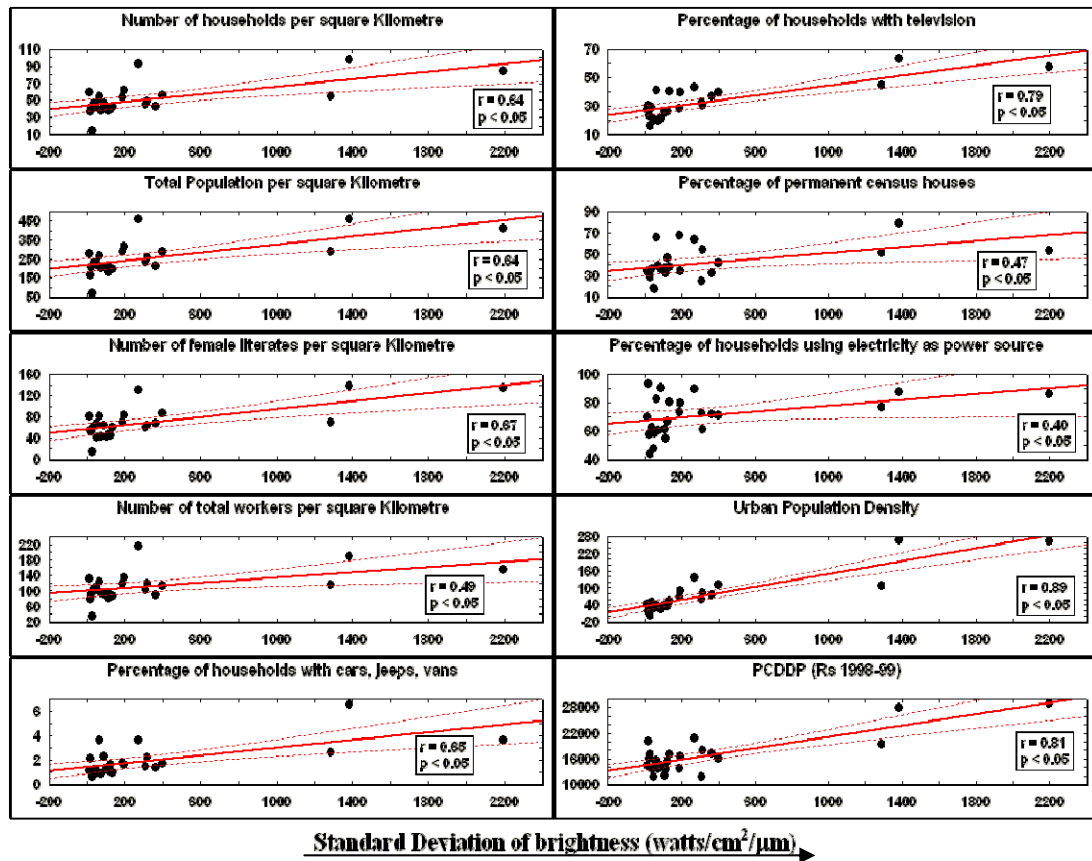 Number of households per square Kilometre
110
90
70
50
30
10
r = 0.64
p < 0.05
-200 200 600 1000 1400 1800 2200
Percentage of households with television
70
50
30
10
r = 0.79
p < 0.05
-200 200 600 1000 1400 1800 2200
Total Population per square Kilometre
450
350
250
150
50
r = 0.64
p < 0.05
-200 200 600 1000 1400 1800 2200
Percentage of permanent census houses
90
70
50
30
10
r = 0.47
p < 0.05
-200 200 600 1000 1400 1800 2200
Number of female literates per square Kilometre
160
120
80
40
0
r = 0.67
p < 0.05
-200 200 600 1000 1400 1800 2200
Percentage of households using electricity as power source
100
80
60
40
r = 0.40
p < 0.05
-200 200 600 1000 1400 1800 2200
Number of total workers per square Kilometre
220
180
140
100
60
20
r = 0.49
p < 0.05
-200 200 600 1000 1400 1800 2200
Urban Population Density
280
220
160
100
40
-20
r = 0.89
p < 0.05
-200 200 600 1000 1400 1800 2200
Percentage of households with cars, jeeps, vans
6
4
2
0
r = 0.65
p < 0.05
-200 200 600 1000 1400 1800 2200
PCDDP (Rs 1998-99)
28000
22000
16000
10000
r = 0.81
p < 0.05
-200 200 600 1000 1400 1800 2200
Standard Deviation of brightness (watts/cm²/µm)